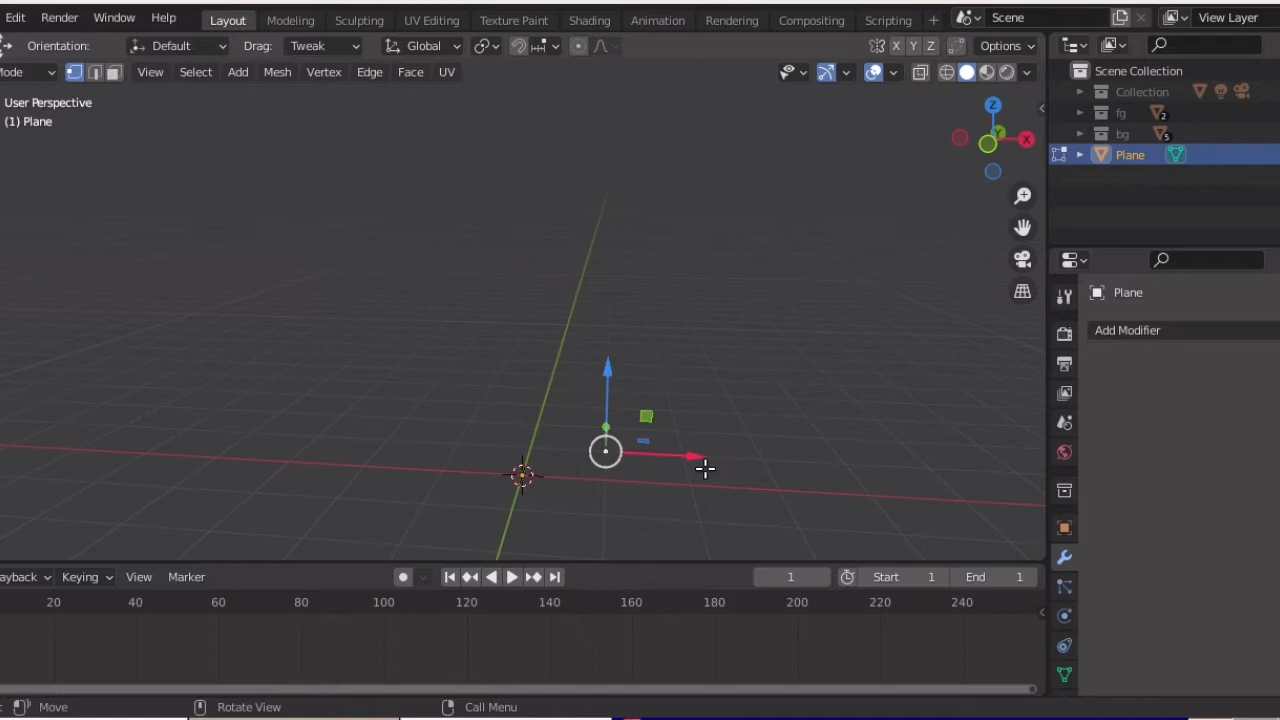 Edit Render Window Help Layout Modeling Sculpting UV Editing Texture Paint Shading Animation Rendering Compositing Scripting + Scene View Layer
Orientation: Default Drag: Tweak Global X Y Z Options
Mode View Select Add Mesh Vertex Edge Face UV
Scene Collection
User Perspective
(1) Plane
Z
Y
X
Collection
fg 2
bg 5
Plane
Plane
Add Modifier
ayback Keying View Marker 1 Start 1 End 1
20 40 60 80 100 120 140 160 180 200 220 240
Move Rotate View Call Menu